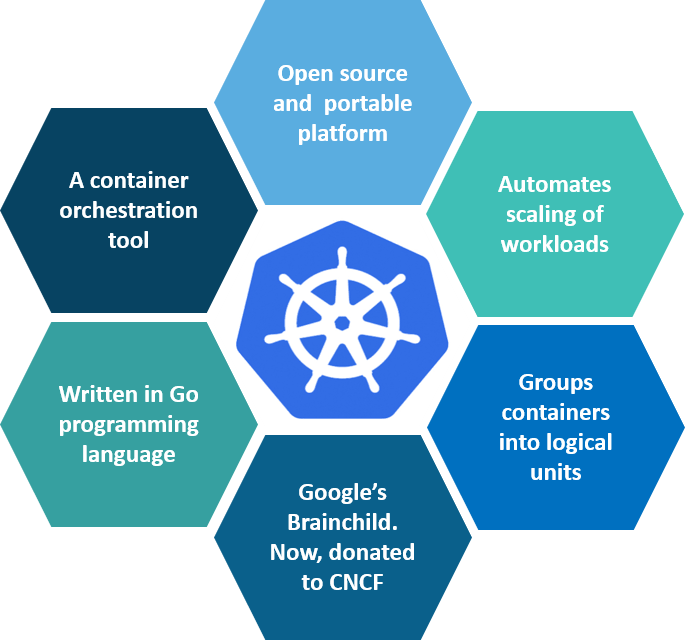 Open source
and portable
platform
A container
orchestration
tool
Automates
scaling of
workloads
Written in Go
programming
language
Groups
containers
into logical
units
Google’s
Brainchild.
Now, donated
to CNCF